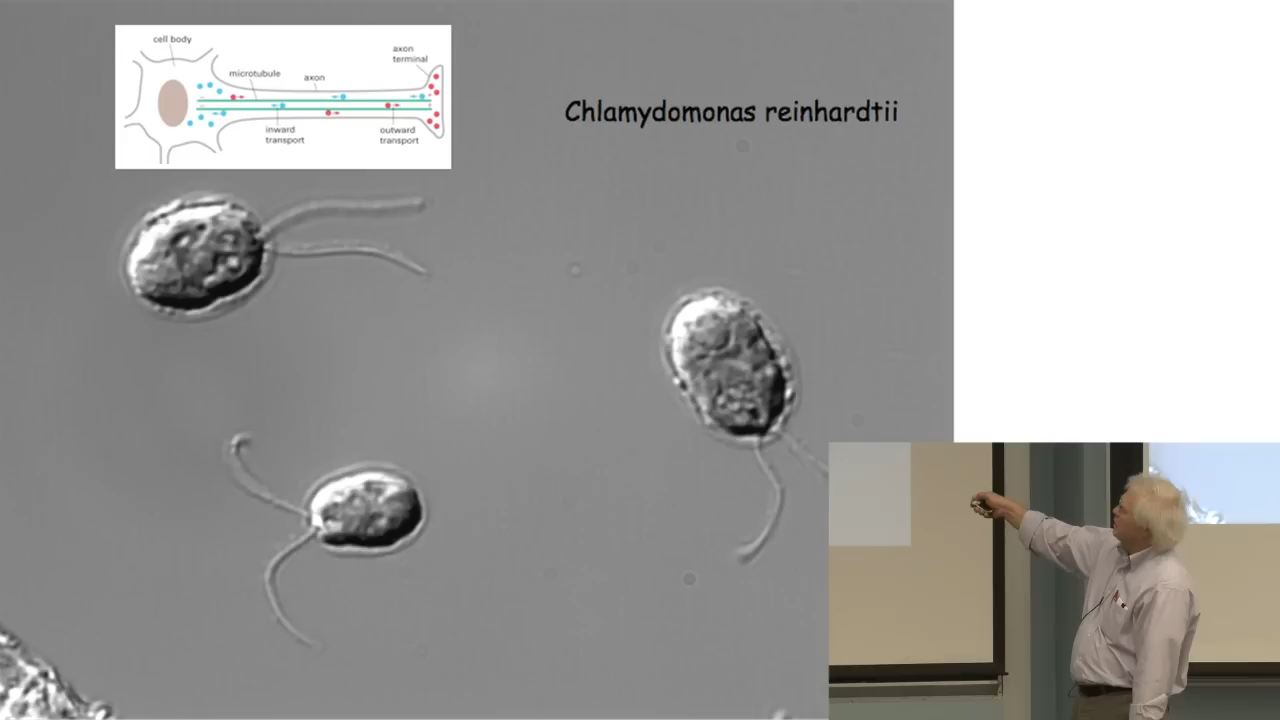 cell body
axon
terminal
microtubule
axon
inward
transport
outward
transport
Chlamydomonas reinhardtii